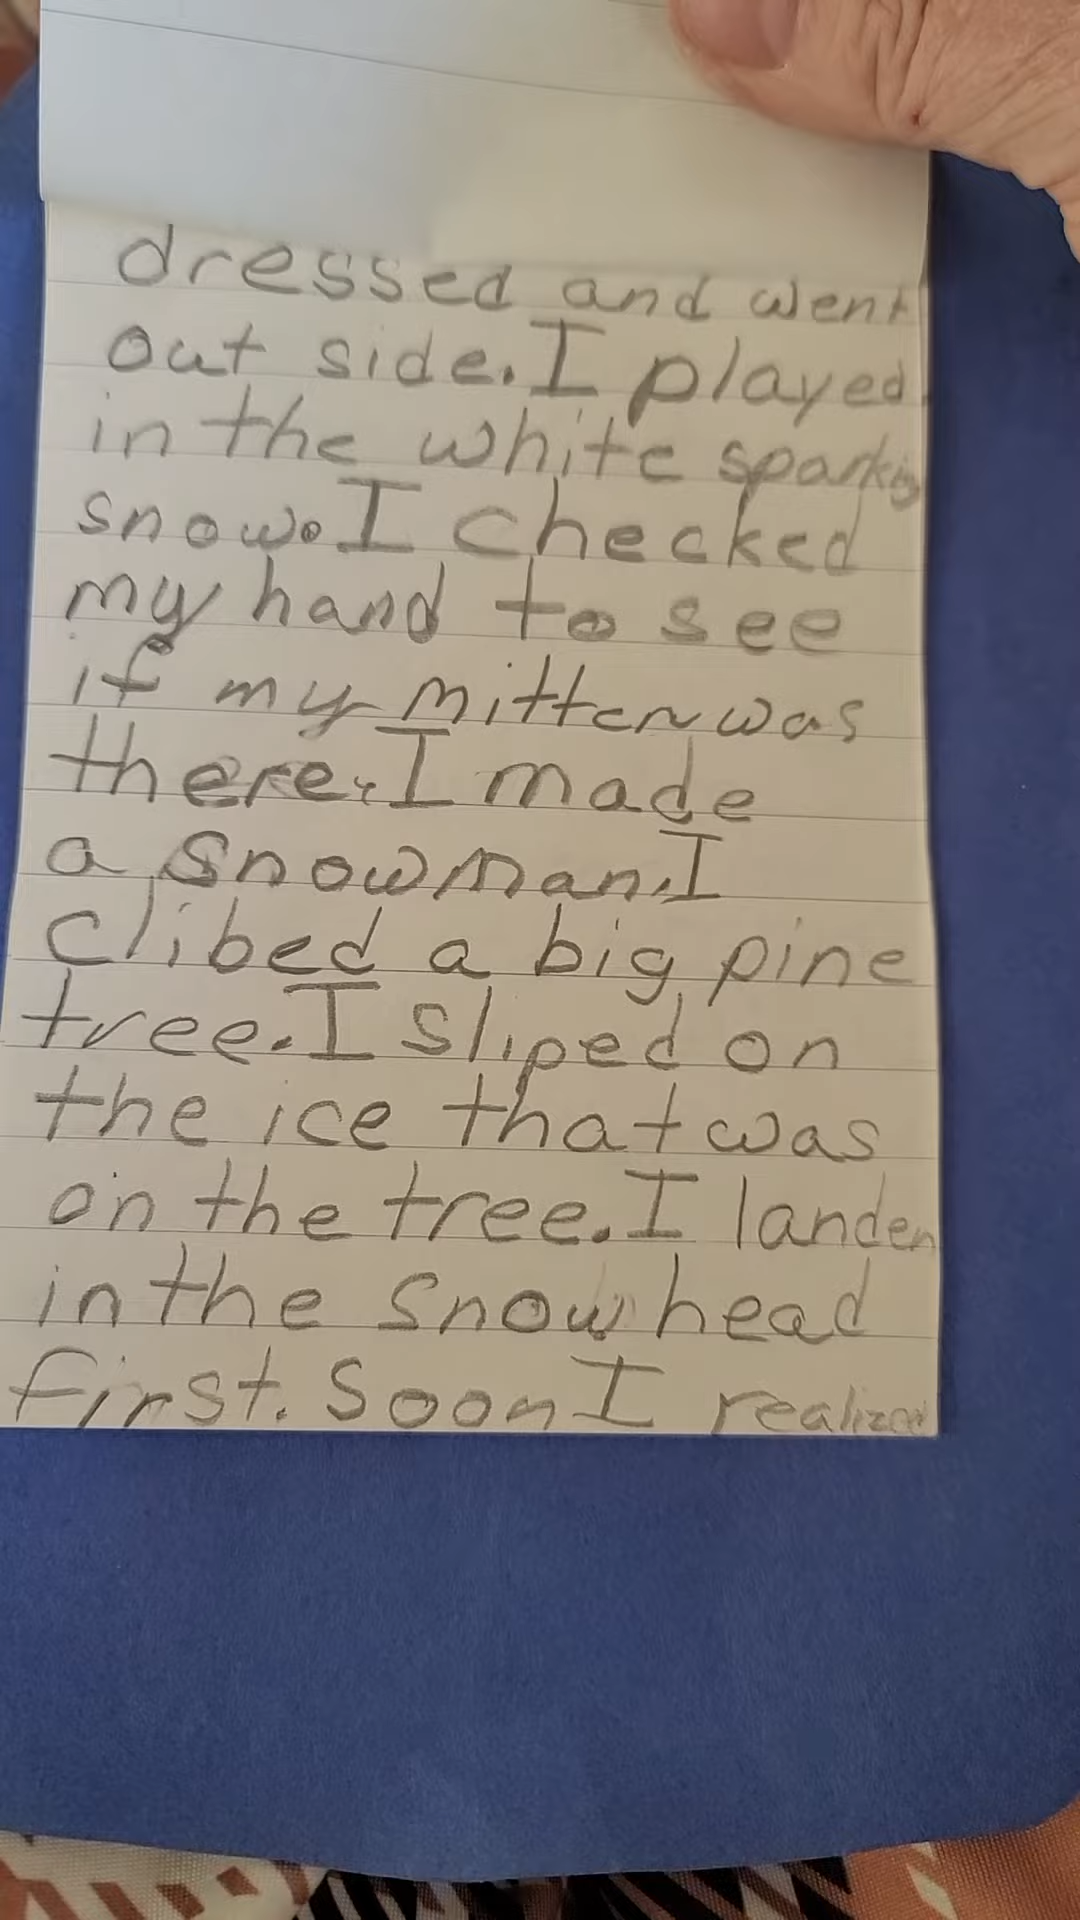 dressed and went
out side. I played
in the white
snow. I checked
my hand to see
if my mitten was
there. I made
a snowman. I
clibed a big pine
tree. I sliped on
the ice that was
on the tree. I landen
in the snow head
first. Soon I realized